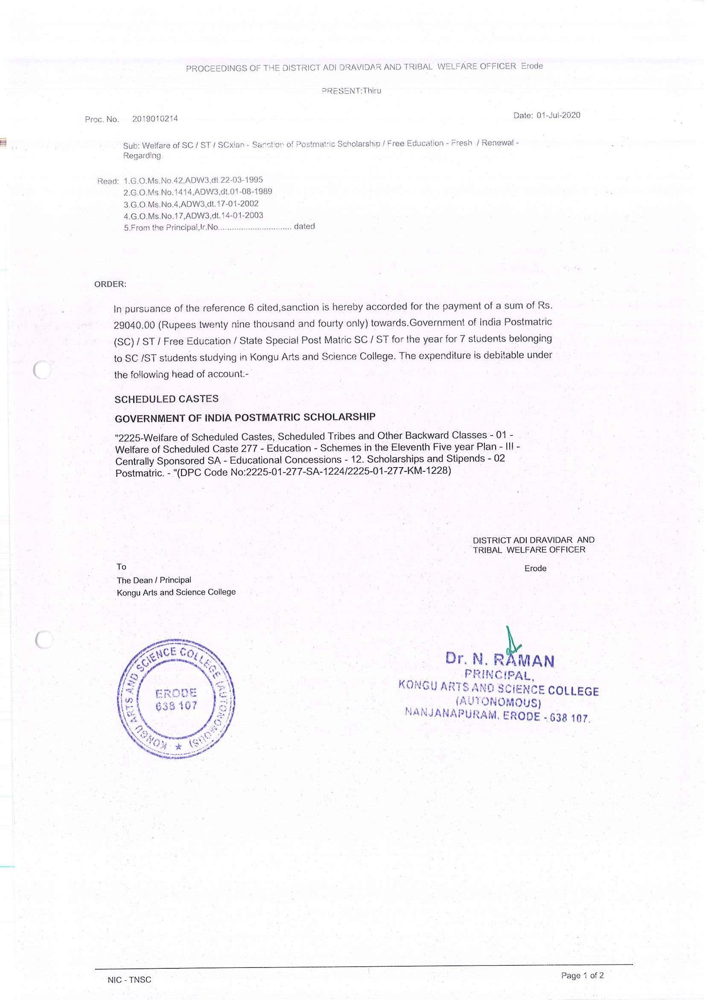 PROCEEDINGS OF THE DISTRICT ADI DRAVIDAR AND TRIBAL WELFARE OFFICER Erode
PRESENT:Thiru
Proc. No. 2019010214
Date: 01-Jul-2020
Sub: Welfare of SC / ST / SCxian - Sanction of Postmatric Scholarship / Free Education - Fresh / Renewal -
Regarding.
Read: 1.G.O.Ms.No.42,ADW3,dt.22-03-1995
2.G.O.Ms.No.1414,ADW3,dt.01-08-1989
3.G.O.Ms.No.4,ADW3,dt.17-01-2002
4.G.O.Ms.No.17,ADW3,dt.14-01-2003
5.From the Principal,lr.No................................ dated
ORDER:
In pursuance of the reference 6 cited,sanction is hereby accorded for the payment of a sum of Rs.
29040.00 (Rupees twenty nine thousand and fourty only) towards.Government of India Postmatric
(SC) / ST / Free Education / State Special Post Matric SC / ST for the year for 7 students belonging
to SC /ST students studying in Kongu Arts and Science College. The expenditure is debitable under
the following head of account:-
SCHEDULED CASTES
GOVERNMENT OF INDIA POSTMATRIC SCHOLARSHIP
"2225-Welfare of Scheduled Castes, Scheduled Tribes and Other Backward Classes - 01 -
Welfare of Scheduled Caste 277 - Education - Schemes in the Eleventh Five year Plan - III -
Centrally Sponsored SA - Educational Concessions - 12. Scholarships and Stipends - 02
Postmatric. - "(DPC Code No:2225-01-277-SA-1224/2225-01-277-KM-1228)
DISTRICT ADI DRAVIDAR AND
TRIBAL WELFARE OFFICER
Erode
To
The Dean / Principal
Kongu Arts and Science College
KONGU ARTS AND SCIENCE COLLEGE (AUTONOMOUS) ★
ERODE
638 107
Dr. N. RAMAN
PRINCIPAL,
KONGU ARTS AND SCIENCE COLLEGE
(AUTONOMOUS)
NANJANAPURAM, ERODE - 638 107.
NIC - TNSC
Page 1 of 2